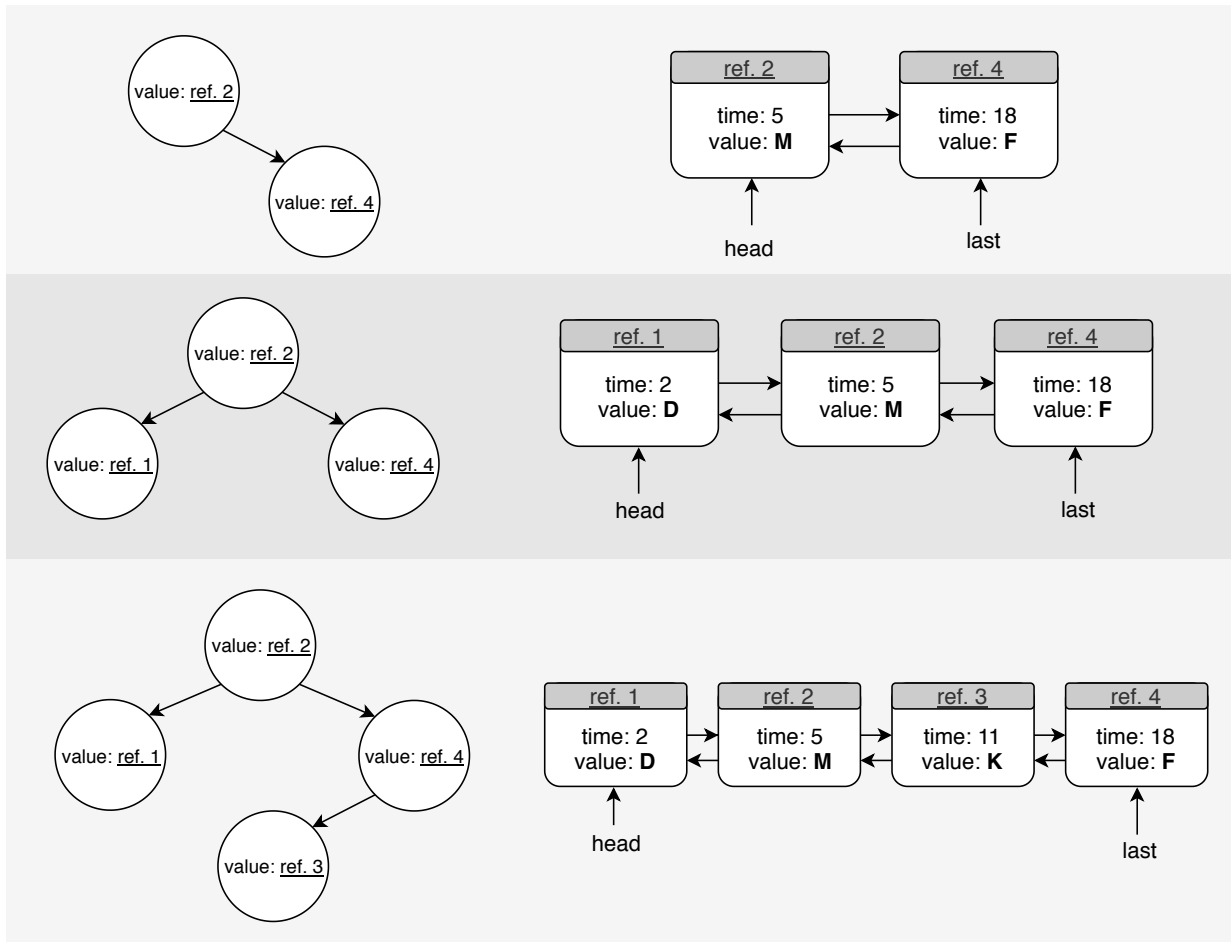 value: ref. 2
value: ref. 4
ref. 2
time: 5
value: M
ref. 4
time: 18
value: F
head
last
value: ref. 2
value: ref. 1
value: ref. 4
ref. 1
time: 2
value: D
ref. 2
time: 5
value: M
ref. 4
time: 18
value: F
head
last
value: ref. 2
value: ref. 1
value: ref. 4
value: ref. 3
ref. 1
time: 2
value: D
ref. 2
time: 5
value: M
ref. 3
time: 11
value: K
ref. 4
time: 18
value: F
head
last